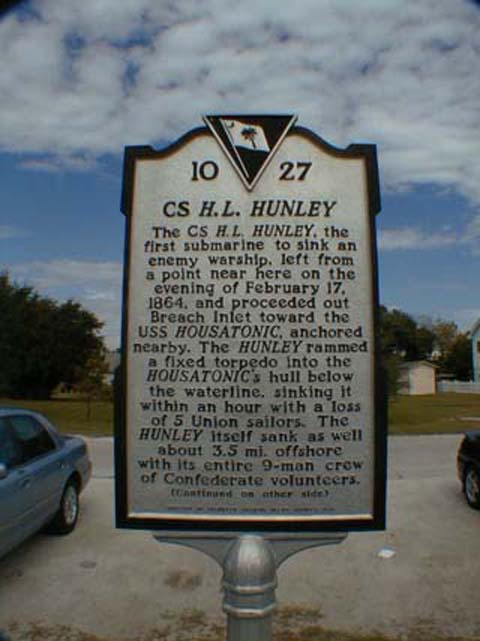 10 27
CS H.L. HUNLEY
The CS H.L. HUNLEY, the
first submarine to sink an
enemy warship, left from
a point near here on the
evening of February 17,
1864, and proceeded out
Breach Inlet toward the
USS HOUSATONIC, anchored
nearby. The HUNLEY rammed
a fixed torpedo into the
HOUSATONIC's hull below
the waterline, sinking it
within an hour with a loss
of 5 Union sailors. The
HUNLEY itself sank as well
about 3.5 mi. offshore
with its entire 9-man crew
of Confederate volunteers.
(Continued on other side)